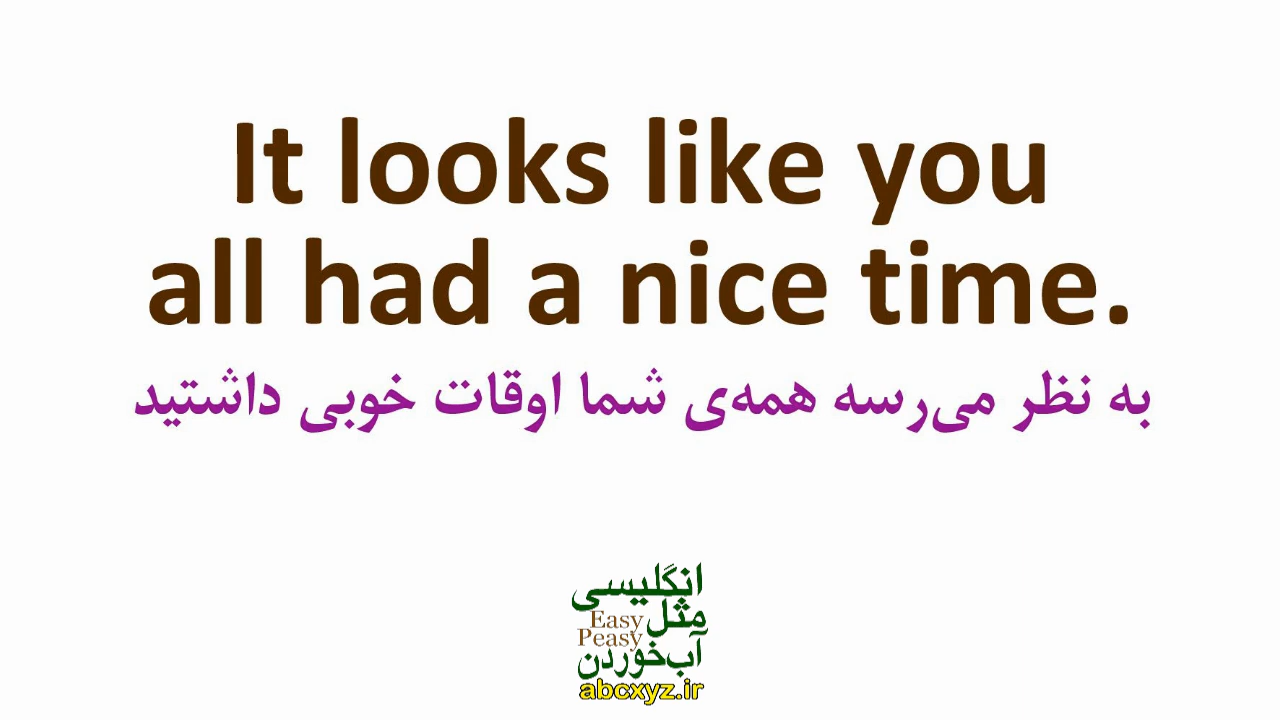 It looks like you
all had a nice time.
به نظر می‌رسه همه‌ی شما اوقات خوبی داشتید
انگلیسی
مثل
Easy
Peasy
آب‌خوردن
abcxyz.ir